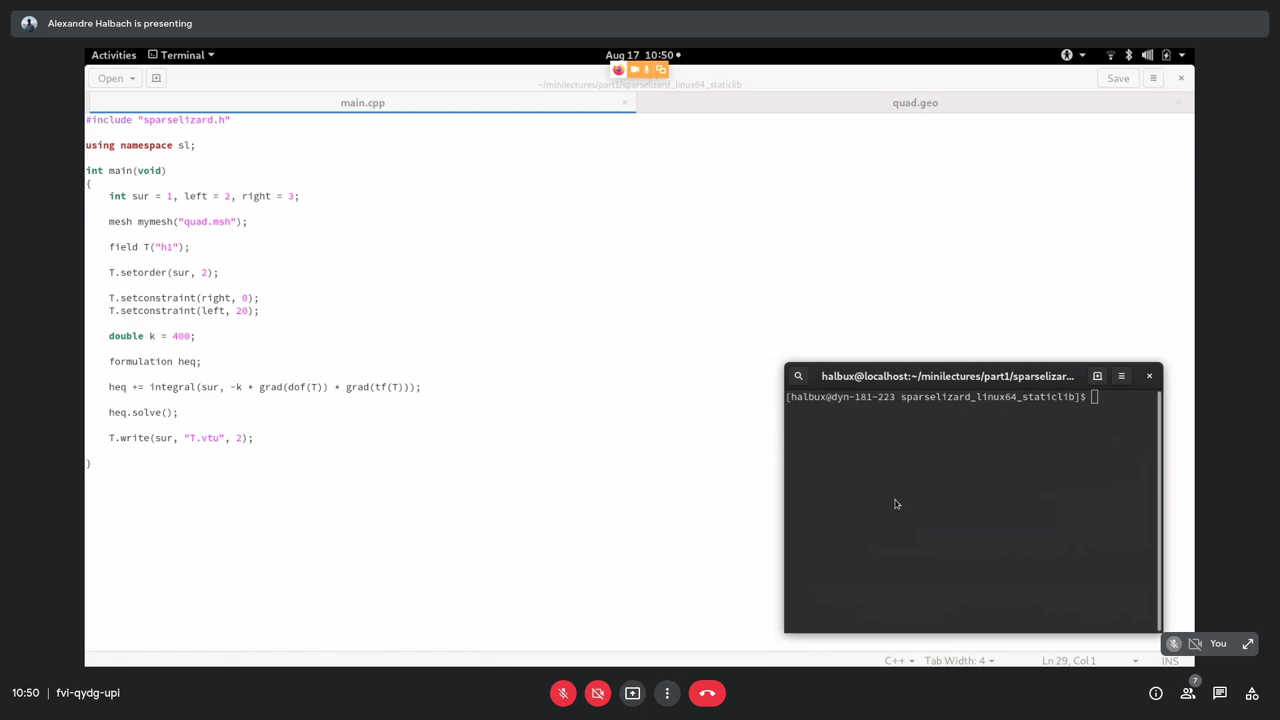 Alexandre Halbach is presenting
Activities Terminal Aug 17 10:50
Open ~/minilectures/part1/sparselizard_linux64_staticlib Save
main.cpp quad.geo
#include "sparselizard.h"
using namespace sl;
int main(void)
{
int sur = 1, left = 2, right = 3;
mesh mymesh("quad.msh");
field T("h1");
T.setorder(sur, 2);
T.setconstraint(right, 0);
T.setconstraint(left, 20);
double k = 400;
formulation heq;
heq += integral(sur, -k * grad(dof(T)) * grad(tf(T)));
heq.solve();
T.write(sur, "T.vtu", 2);
}
halbux@localhost:~/minilectures/part1/sparselizar...
[halbux@dyn-181-223 sparselizard_linux64_staticlib]$
You
C++ Tab Width: 4 Ln 29, Col 1 INS
10:50 | fvi-qydg-upi
7